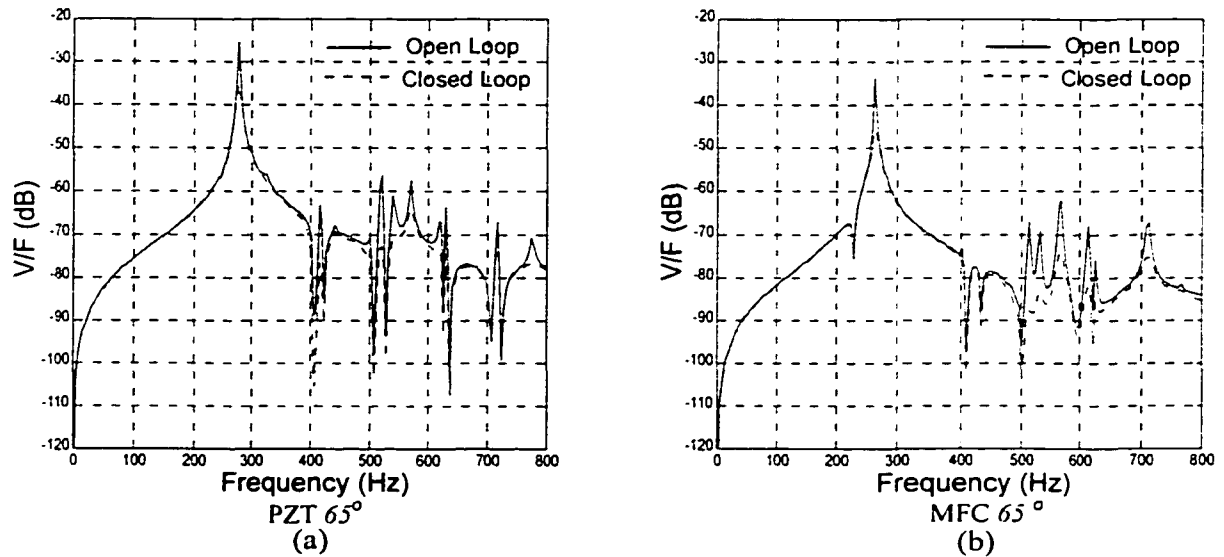 -20
-30
-40
-50
-60
-70
-80
-90
-100
-110
-120
V/F (dB)
Open Loop
Closed Loop
0 100 200 300 400 500 600 700 800
Frequency (Hz)
PZT 65°
(a)
-20
-30
-40
-50
-60
-70
-80
-90
-100
-110
-120
V/F (dB)
Open Loop
Closed Loop
0 100 200 300 400 500 600 700 800
Frequency (Hz)
MFC 65 °
(b)